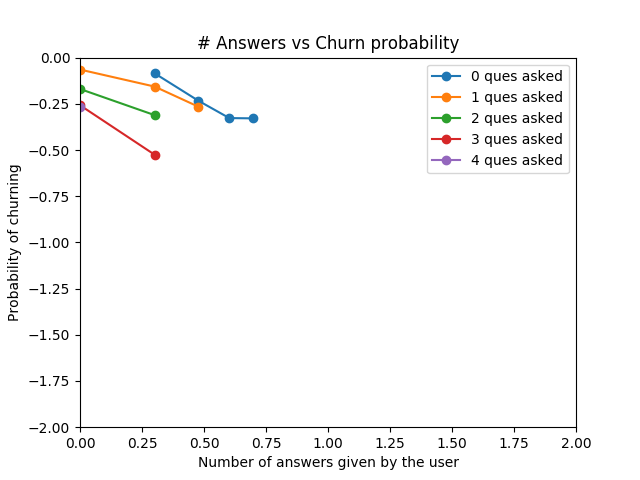 # Answers vs Churn probability
0.00
−0.25
−0.50
−0.75
−1.00
−1.25
−1.50
−1.75
−2.00
Probability of churning
0 ques asked
1 ques asked
2 ques asked
3 ques asked
4 ques asked
0.00 0.25 0.50 0.75 1.00 1.25 1.50 1.75 2.00
Number of answers given by the user